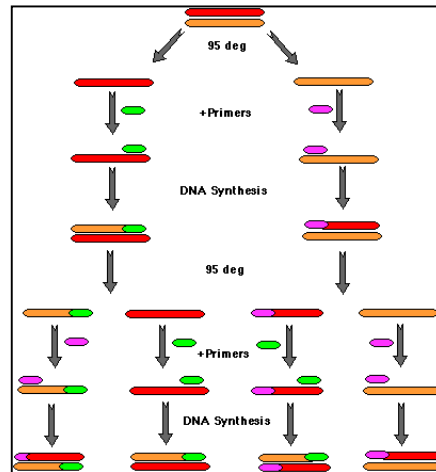 95 deg
+Primers
DNA Synthesis
95 deg
+Primers
DNA Synthesis